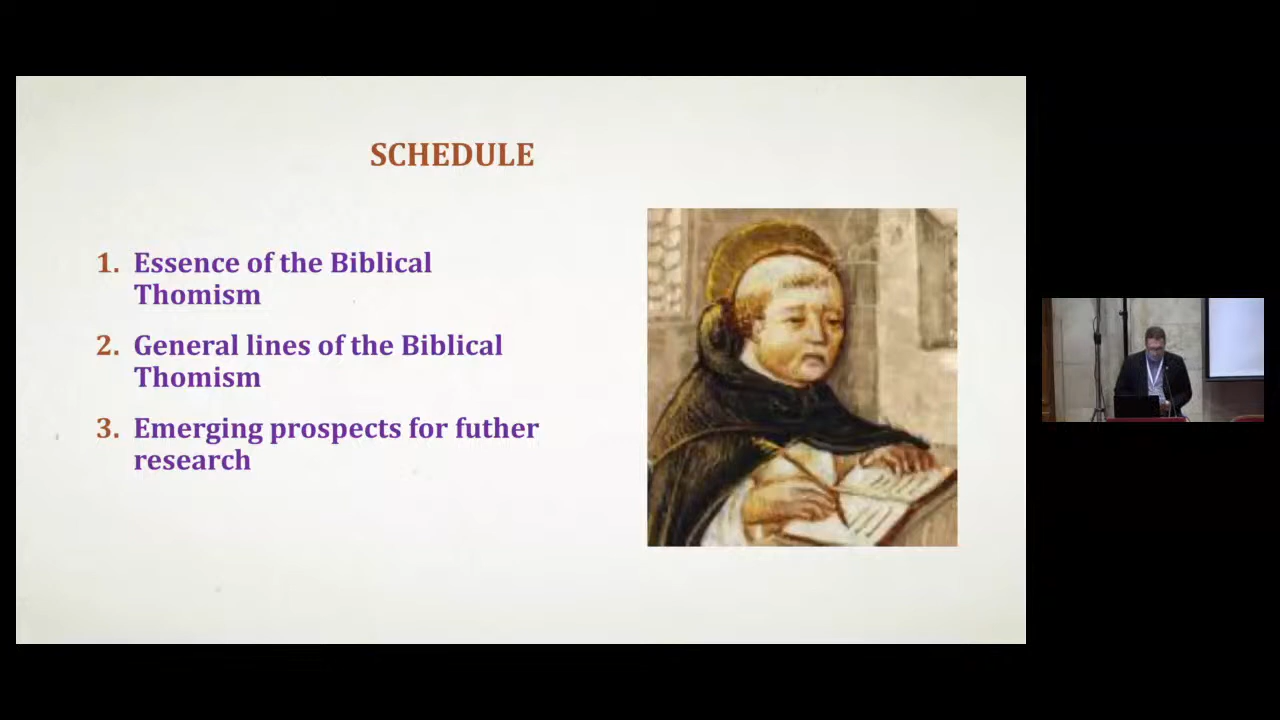 SCHEDULE
1. Essence of the Biblical
Thomism
2. General lines of the Biblical
Thomism
3. Emerging prospects for futher
research